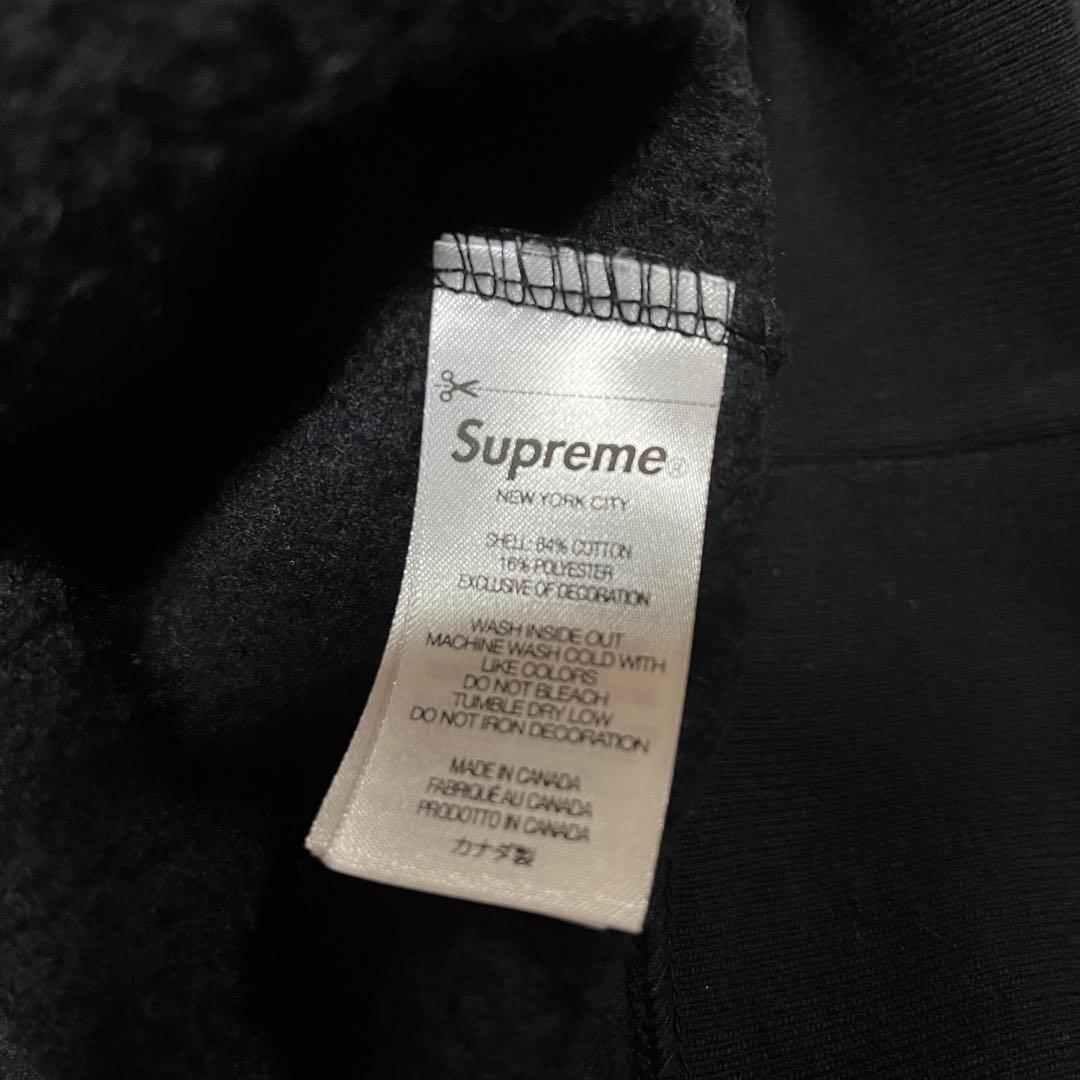 Supreme®
NEW YORK CITY
SHELL: 84% COTTON
16% POLYESTER
EXCLUSIVE OF DECORATION
WASH INSIDE OUT
MACHINE WASH COLD WITH
LIKE COLORS
DO NOT BLEACH
TUMBLE DRY LOW
DO NOT IRON DECORATION
MADE IN CANADA
FABRIQUÉ AU CANADA
PRODOTTO IN CANADA
カナダ製